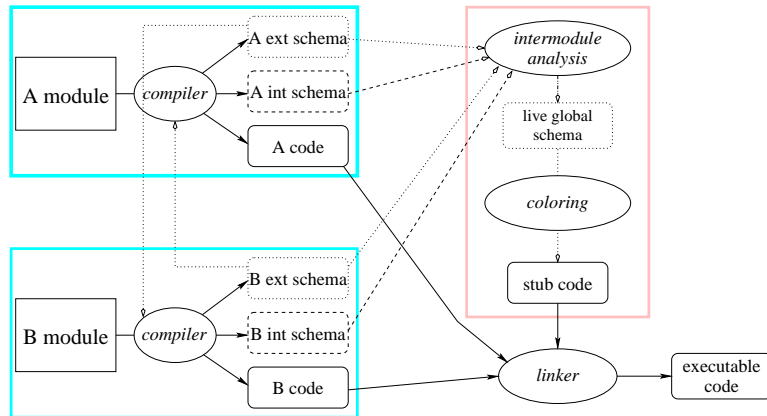 A module
compiler
A ext schema
A int schema
A code
intermodule
analysis
live global
schema
coloring
stub code
B module
compiler
B ext schema
B int schema
B code
linker
executable
code